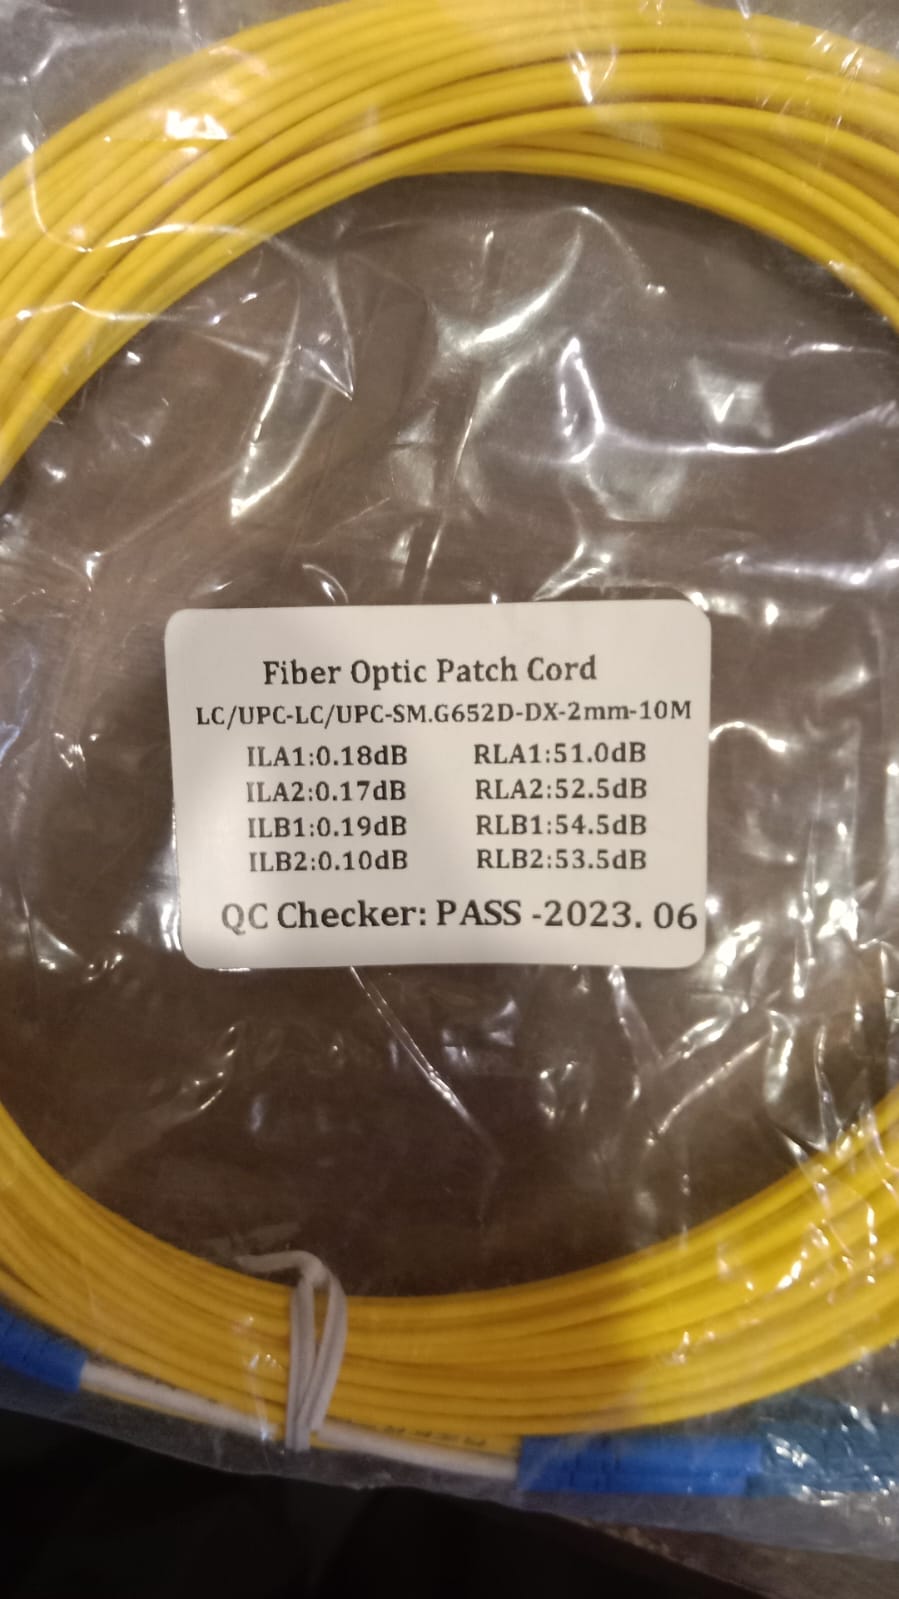 Fiber Optic Patch Cord
LC/UPC-LC/UPC-SM.G652D-DX-2mm-10M
ILA1:0.18dB RLA1:51.0dB
ILA2:0.17dB RLA2:52.5dB
ILB1:0.19dB RLB1:54.5dB
ILB2:0.10dB RLB2:53.5dB
QC Checker: PASS -2023. 06